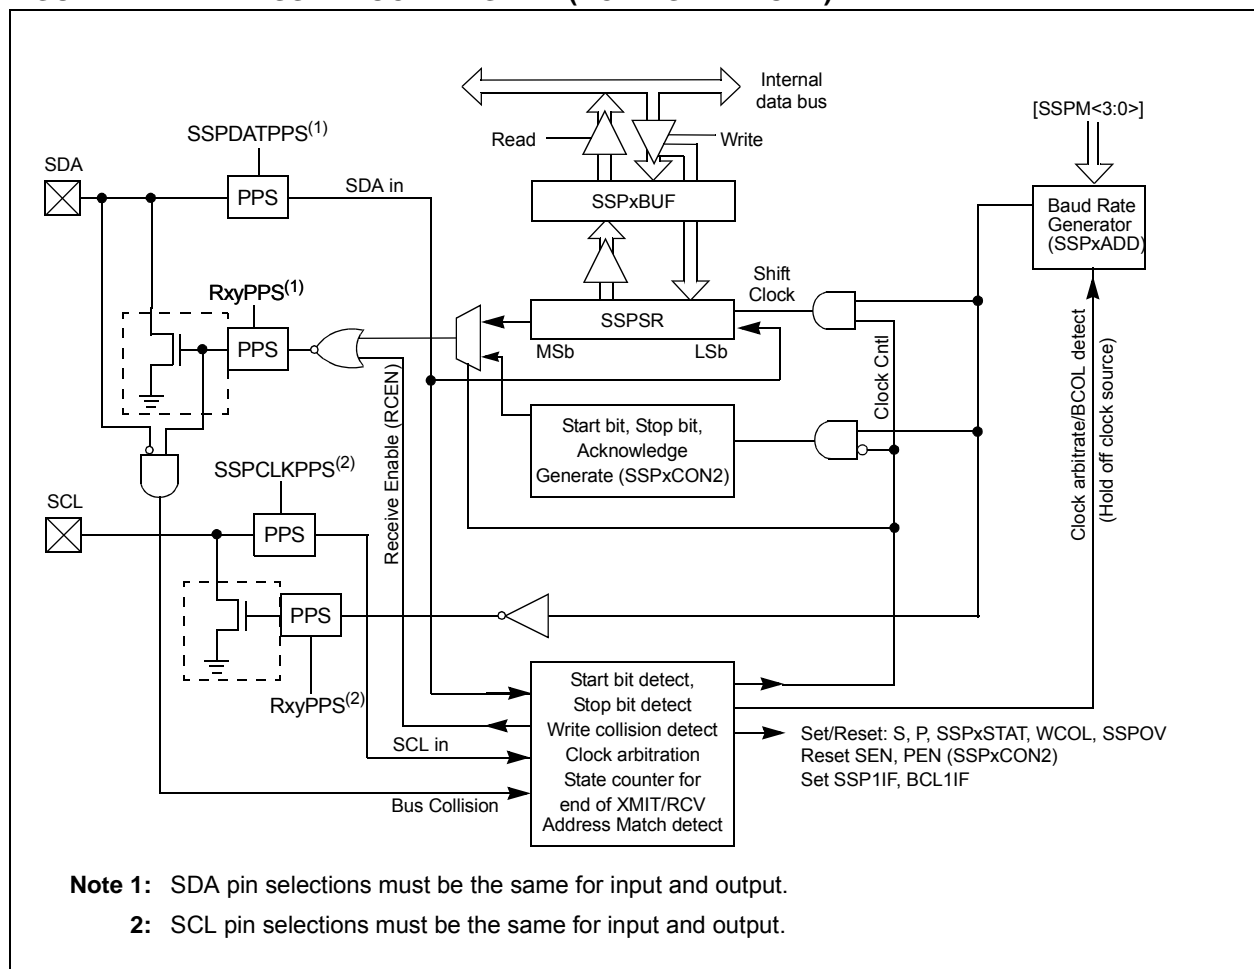 Internal
data bus
[SSPM<3:0>]
SSPDATPPS(1)
Read
Write
SDA
PPS
SDA in
SSPxBUF
Baud Rate
Generator
(SSPxADD)
RxyPPS(1)
Shift
Clock
PPS
SSPSR
MSb
LSb
Clock Cntl
Clock arbitrate/BCOL detect
(Hold off clock source)
Receive Enable (RCEN)
Start bit, Stop bit,
Acknowledge
Generate (SSPxCON2)
SSPCLKPPS(2)
SCL
PPS
PPS
RxyPPS(2)
Start bit detect,
Stop bit detect
Write collision detect
Clock arbitration
State counter for
end of XMIT/RCV
Address Match detect
SCL in
Bus Collision
Set/Reset: S, P, SSPxSTAT, WCOL, SSPOV
Reset SEN, PEN (SSPxCON2)
Set SSP1IF, BCL1IF
Note 1: SDA pin selections must be the same for input and output.
2: SCL pin selections must be the same for input and output.